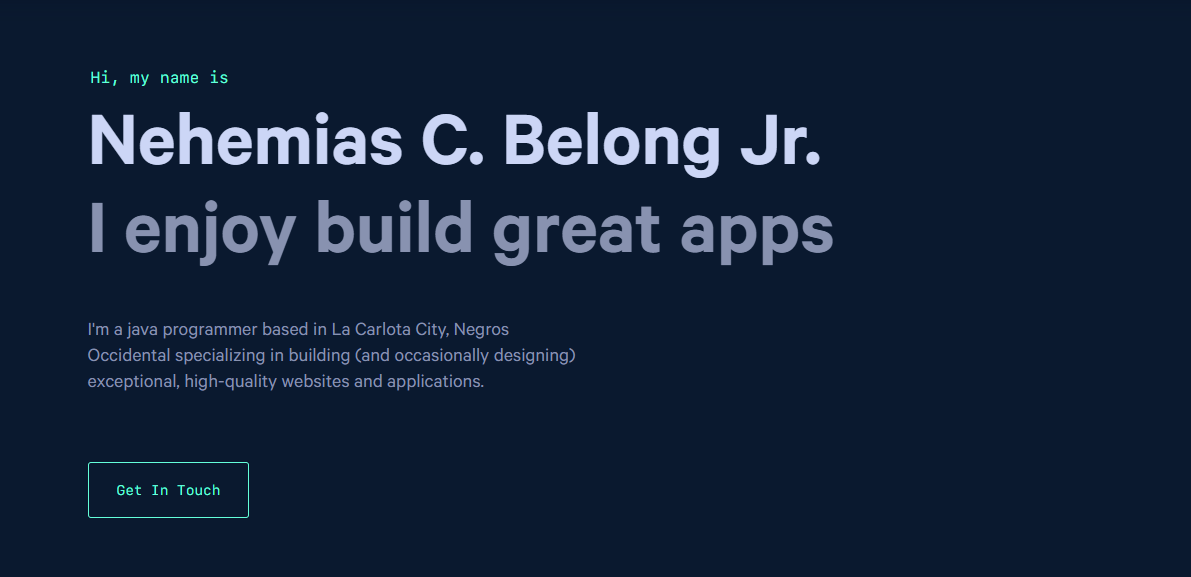 Hi, my name is
Nehemias C. Belong Jr.
I enjoy build great apps
I'm a java programmer based in La Carlota City, Negros
Occidental specializing in building (and occasionally designing)
exceptional, high-quality websites and applications.
Get In Touch